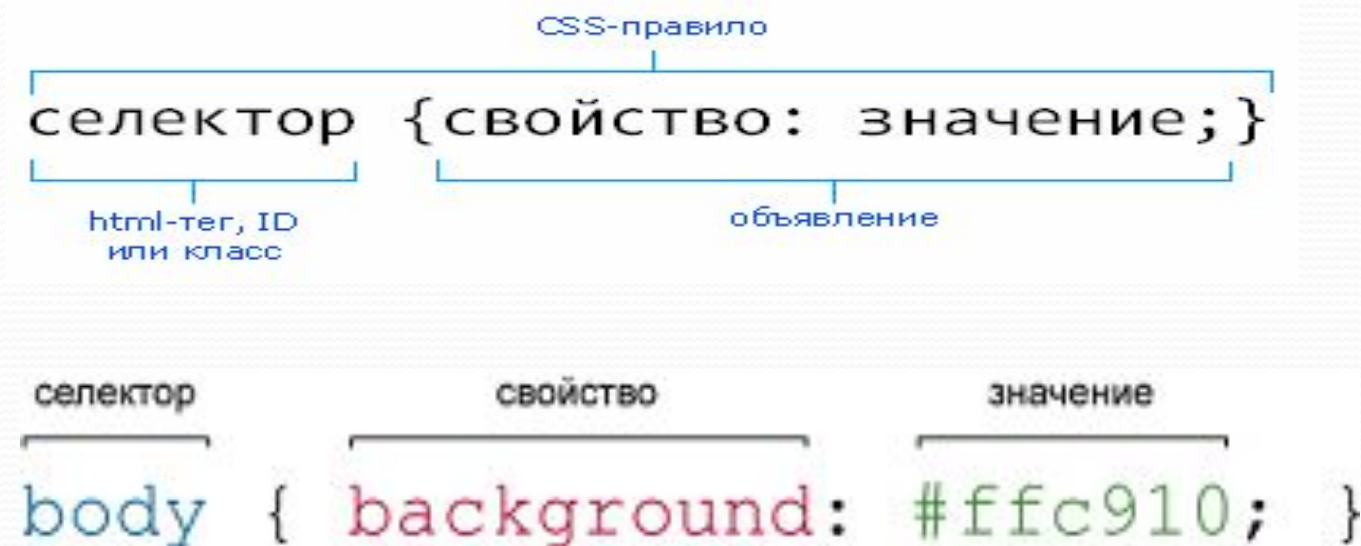 CSS-правило
селектор {свойство: значение;}
html-тег, ID
или класс
объявление
селектор свойство значение
body { background: #ffc910; }